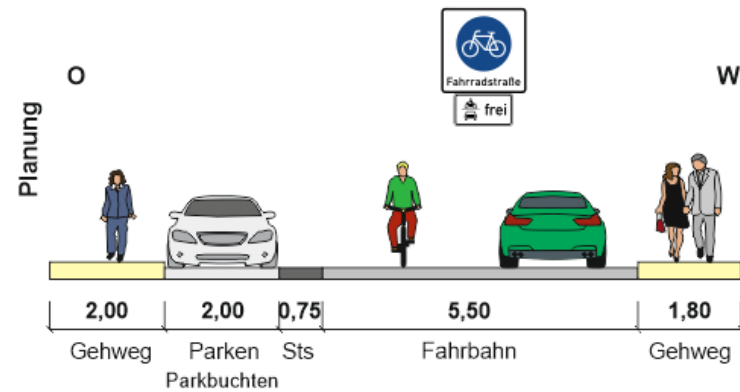 Planung
O
W
Fahrradstraße
frei
2,00 2,00 0,75 5,50 1,80
Gehweg Parken Sts Fahrbahn Gehweg
Parkbuchten